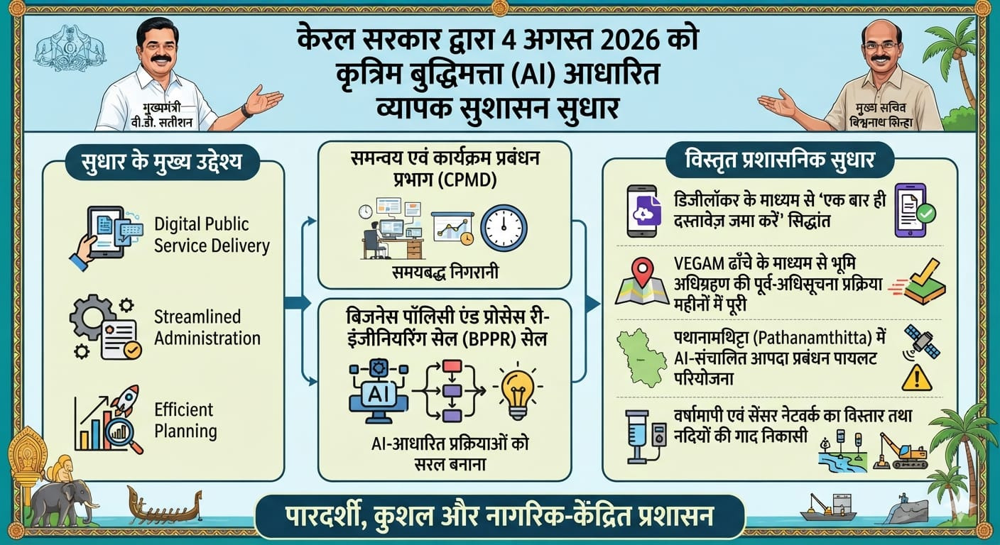 केरल सरकार द्वारा 4 अगस्त 2026 को
कृत्रिम बुद्धिमत्ता (AI) आधारित
व्यापक सुशासन सुधार
मुख्यमंत्री
वी.डी. सतीशन
मुख्य सचिव
बिश्वनाथ सिन्हा
सुधार के मुख्य उद्देश्य
Digital Public
Service Delivery
Streamlined
Administration
Efficient
Planning
समन्वय एवं कार्यक्रम प्रबंधन
प्रभाग (CPMD)
समयबद्ध निगरानी
बिजनेस पॉलिसी एंड प्रोसेस री-
इंजीनियरिंग सेल (BPPR) सेल
AI
AI-आधारित प्रक्रियाओं को
सरल बनाना
विस्तृत प्रशासनिक सुधार
डिजीलॉकर के माध्यम से ‘एक बार ही
दस्तावेज़ जमा करें’ सिद्धांत
VEGAM ढाँचे के माध्यम से भूमि
अधिग्रहण की पूर्व-अधिसूचना प्रक्रिया
महीनों में पूरी
पथानामथिट्टा (Pathanamthitta) में
AI-संचालित आपदा प्रबंधन पायलट
परियोजना
वर्षामापी एवं सेंसर नेटवर्क का विस्तार तथा
नदियों की गाद निकासी
पारदर्शी, कुशल और नागरिक-केंद्रित प्रशासन